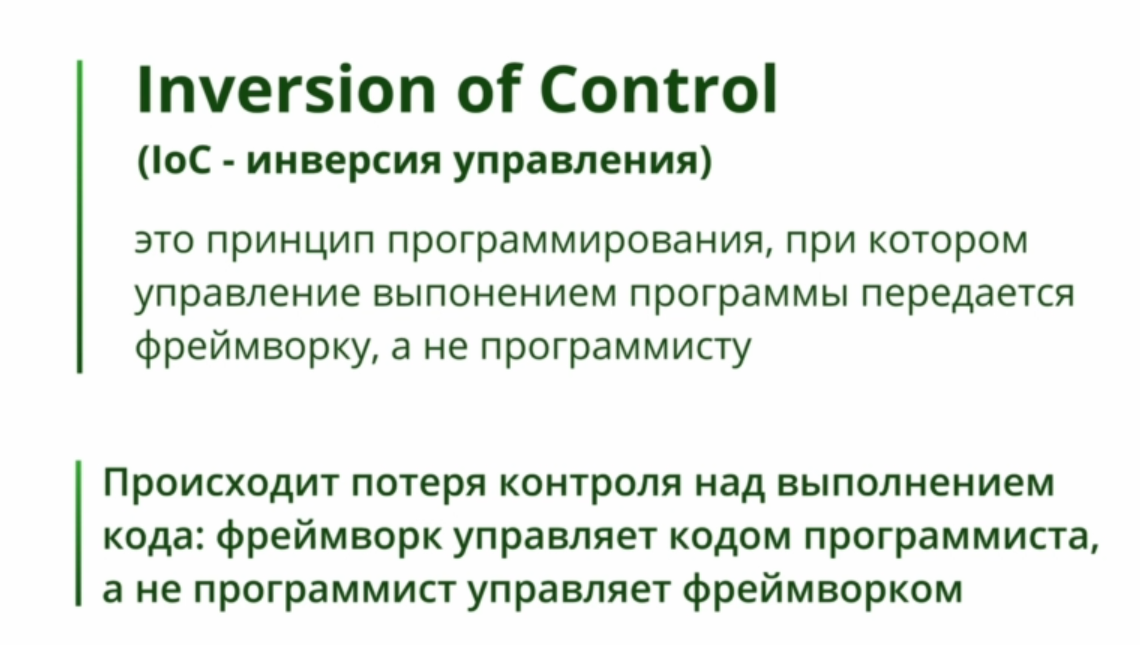 Inversion of Control
(IoC - инверсия управления)
это принцип программирования, при котором
управление выпонением программы передается
фреймворку, а не программисту
Происходит потеря контроля над выполнением
кода: фреймворк управляет кодом программиста,
а не программист управляет фреймворком